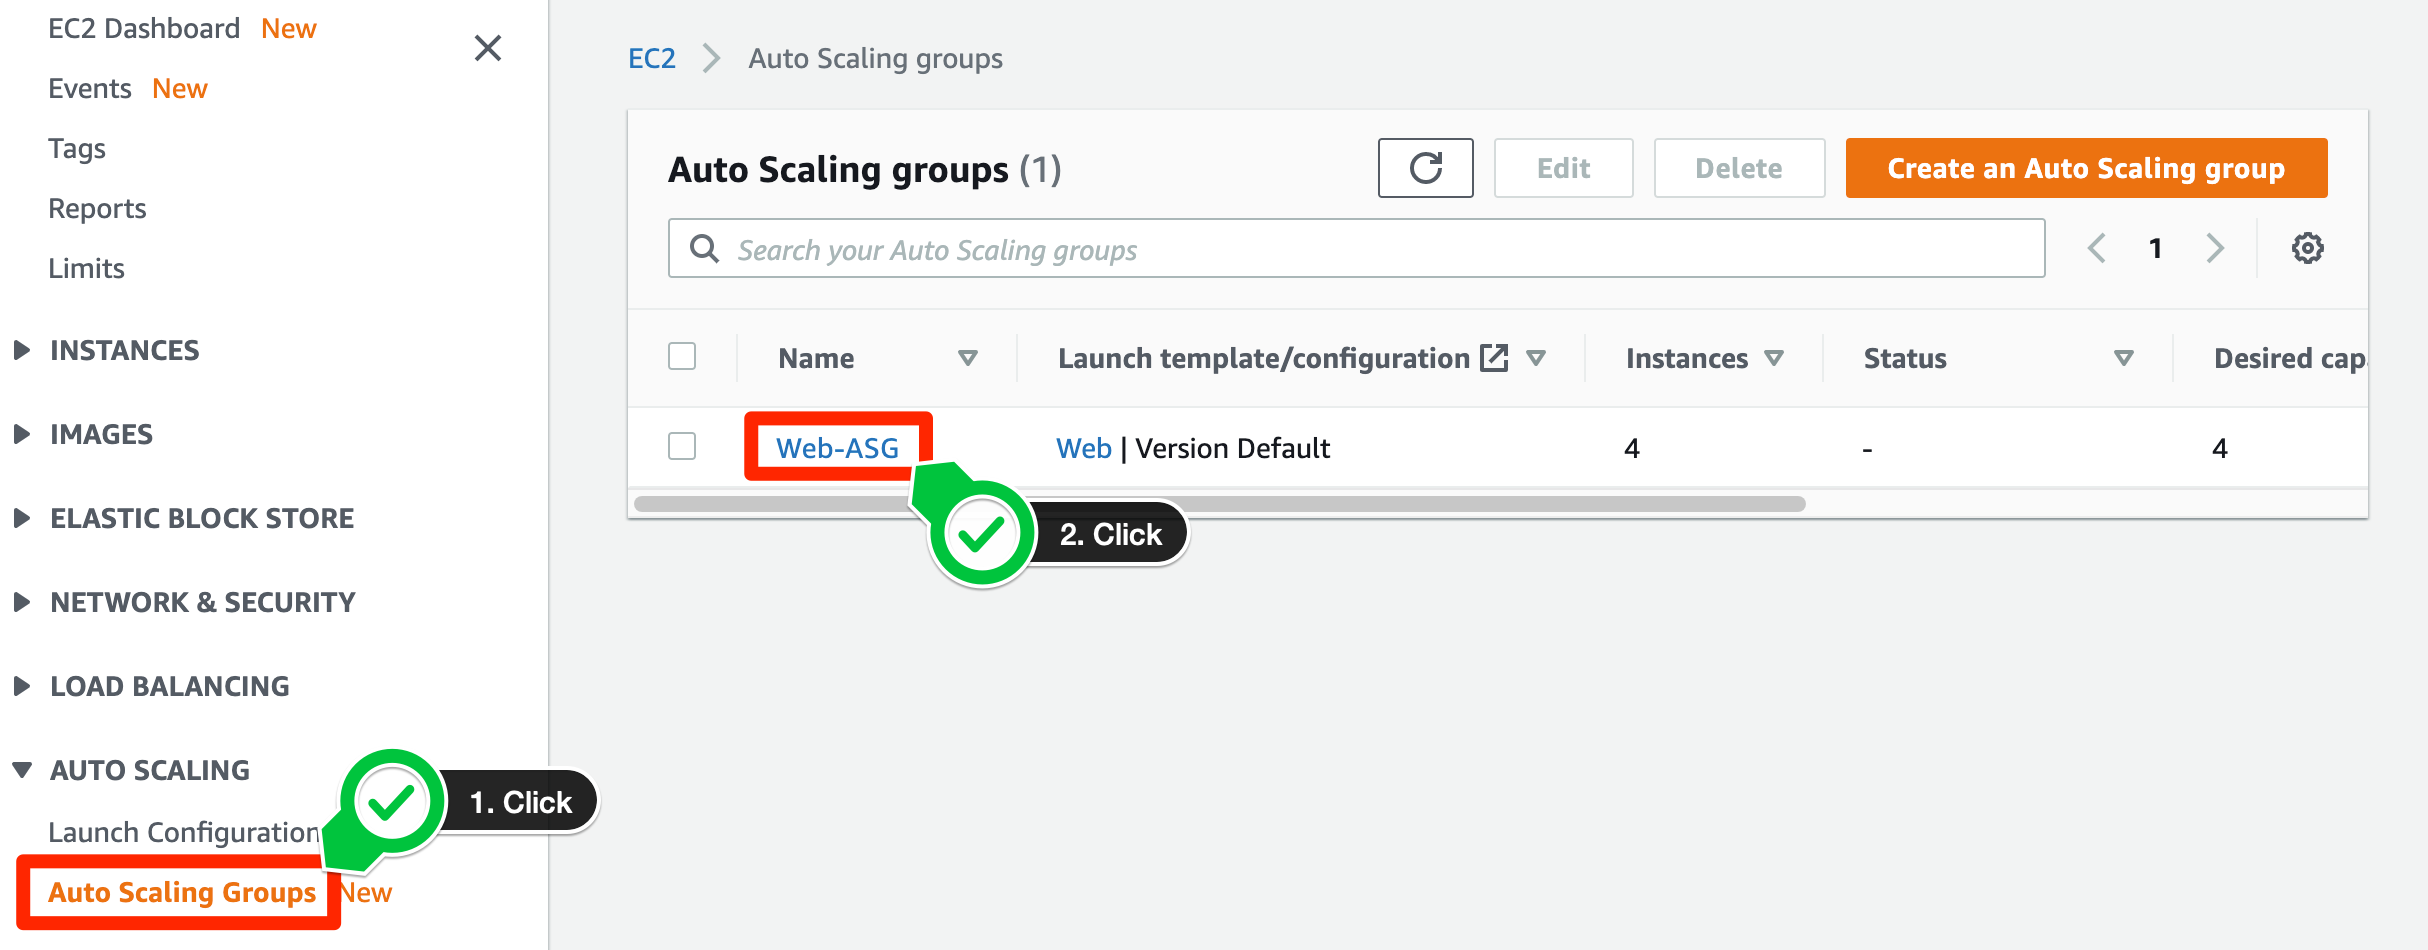 EC2 Dashboard New
Events New
Tags
Reports
Limits
INSTANCES
IMAGES
ELASTIC BLOCK STORE
NETWORK & SECURITY
LOAD BALANCING
AUTO SCALING
Launch Configuration
1. Click
Auto Scaling Groups New
EC2 Auto Scaling groups
Auto Scaling groups (1)
Edit Delete Create an Auto Scaling group
Search your Auto Scaling groups
1
Name Launch template/configuration Instances Status Desired cap
Web-ASG Web | Version Default 4 - 4
2. Click